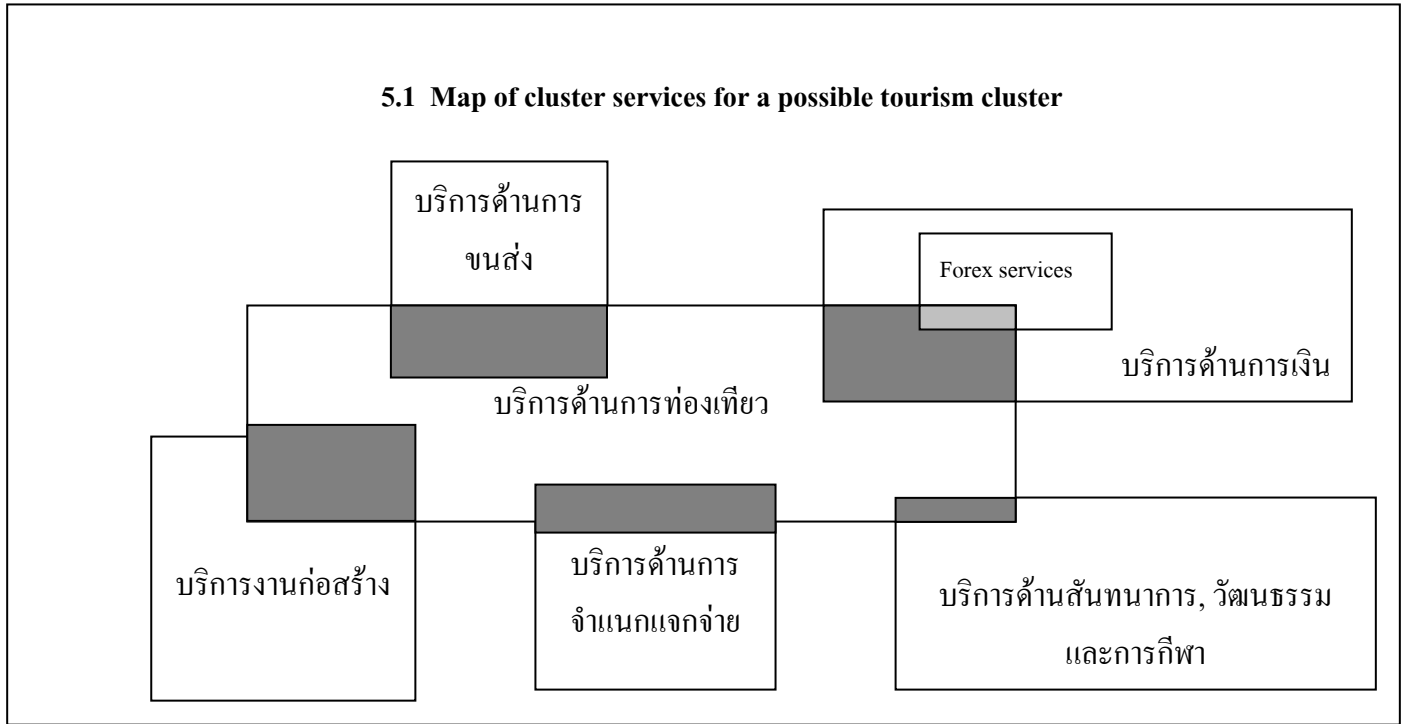 5.1 Map of cluster services for a possible tourism cluster
บริการด้านการ
ขนส่ง
Forex services
บริการด้านการเงิน
บริการด้านการท่องเทียว
บริการงานก่อสร้าง
บริการด้านการ
จำแนกแจกจ่าย
บริการด้านสันทนาการ, วัฒนธรรม
และการกีฬา